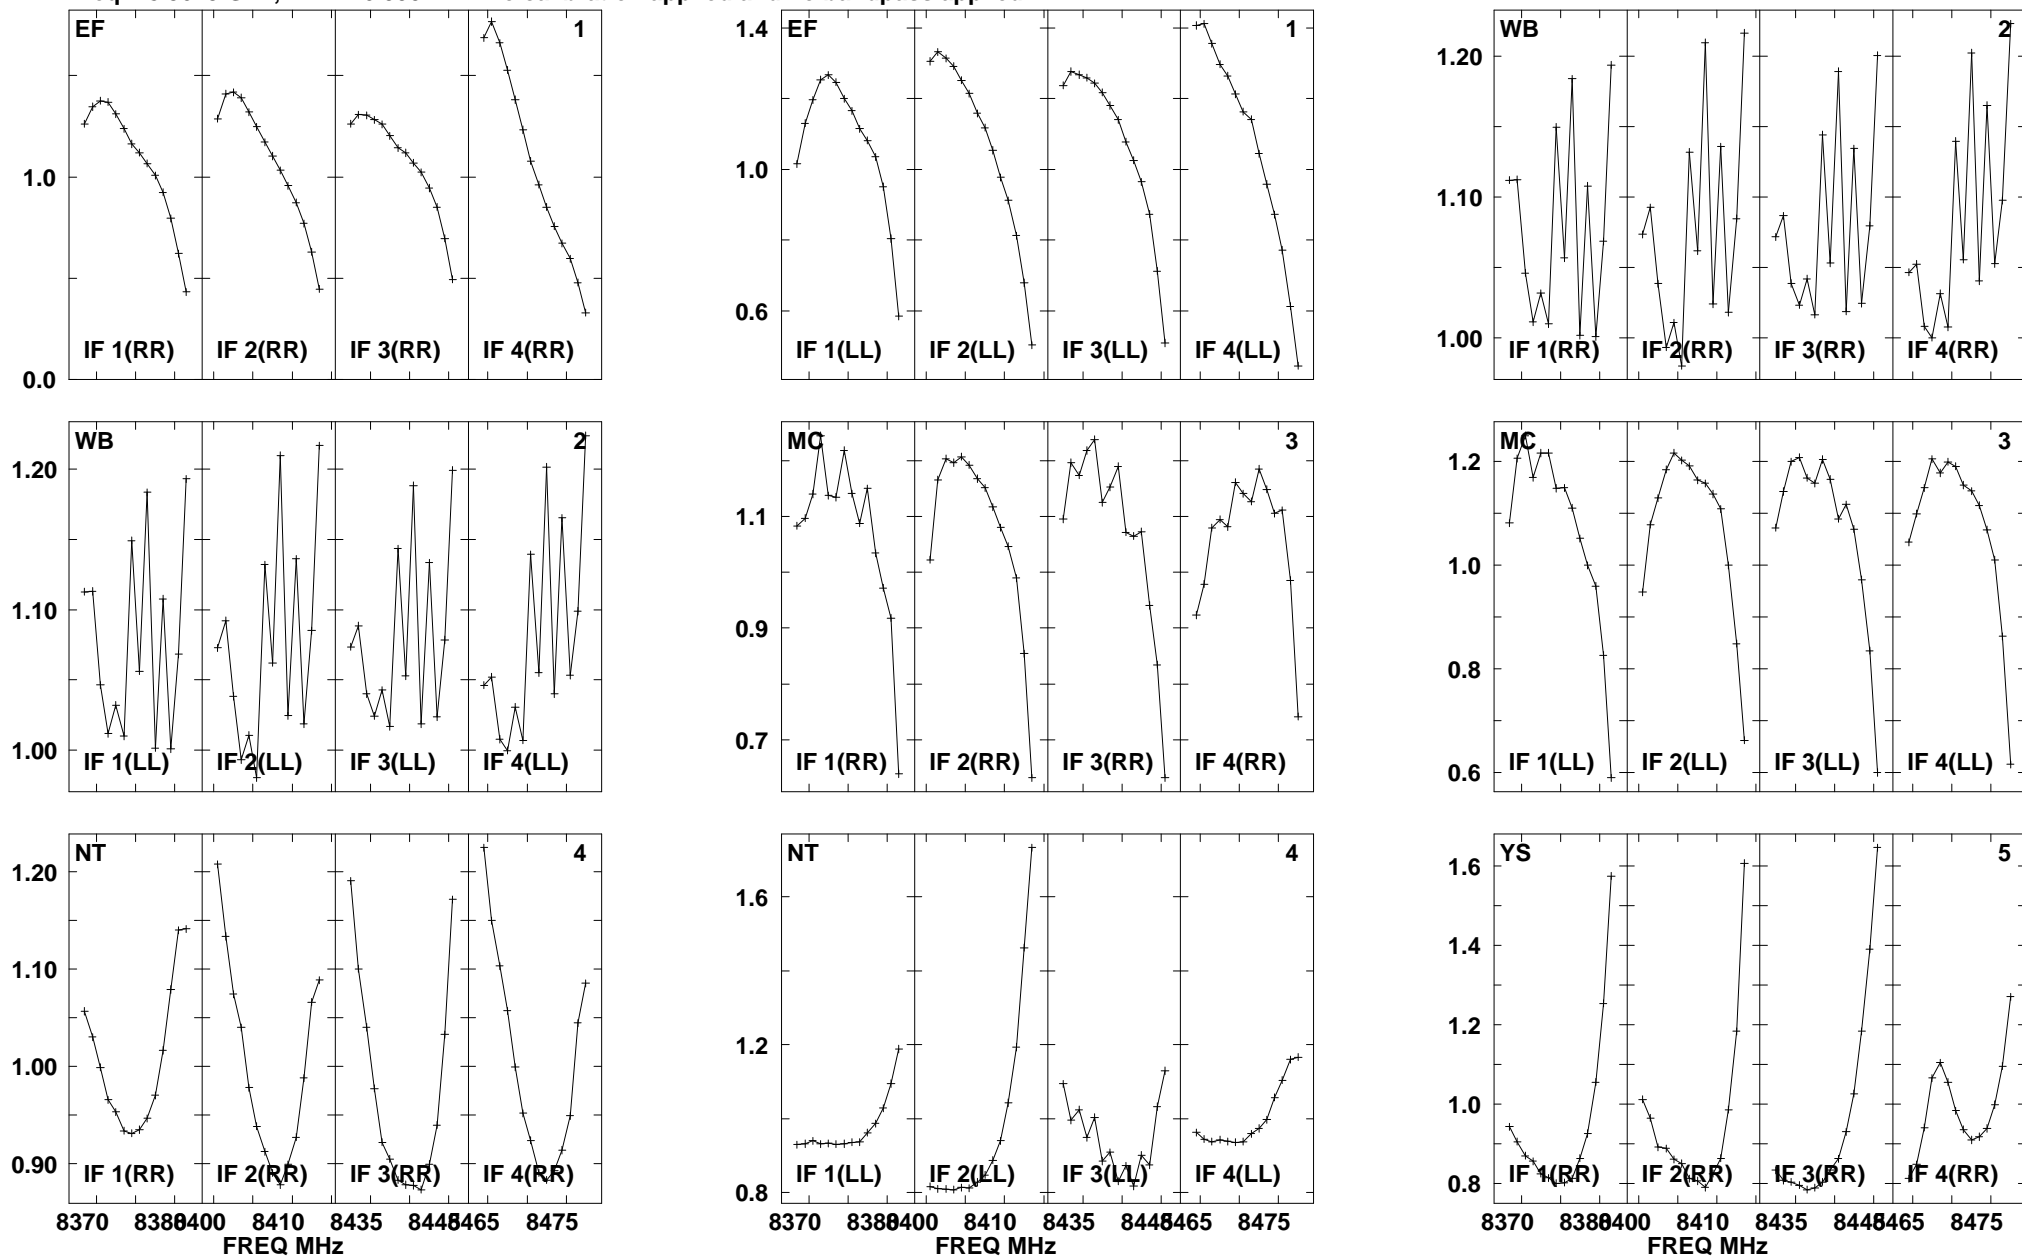 EF 1 EF 1 WB 2
1.0
0.0
IF 1(RR) IF 2(RR) IF 3(RR) IF 4(RR)
1.4
1.0
0.6
IF 1(LL) IF 2(LL) IF 3(LL) IF 4(LL)
1.20
1.10
1.00
IF 1(RR) IF 2(RR) IF 3(RR) IF 4(RR)
WB 2 MC 3 MC 3
1.20
1.10
1.00
IF 1(LL) IF 2(LL) IF 3(LL) IF 4(LL)
1.1
0.9
0.7
IF 1(RR) IF 2(RR) IF 3(RR) IF 4(RR)
1.2
1.0
0.8
0.6
IF 1(LL) IF 2(LL) IF 3(LL) IF 4(LL)
NT 4 NT 4 YS 5
1.20
1.10
1.00
0.90
IF 1(RR) IF 2(RR) IF 3(RR) IF 4(RR)
8370 8380 8400 8410 8435 8445 8465 8475
FREQ MHz
1.6
1.2
0.8
IF 1(LL) IF 2(LL) IF 3(LL) IF 4(LL)
8370 8380 8400 8410 8435 8445 8465 8475
FREQ MHz
1.6
1.4
1.2
1.0
0.8
IF 1(RR) IF 2(RR) IF 3(RR) IF 4(RR)
8370 8380 8400 8410 8435 8445 8465 8475
FREQ MHz